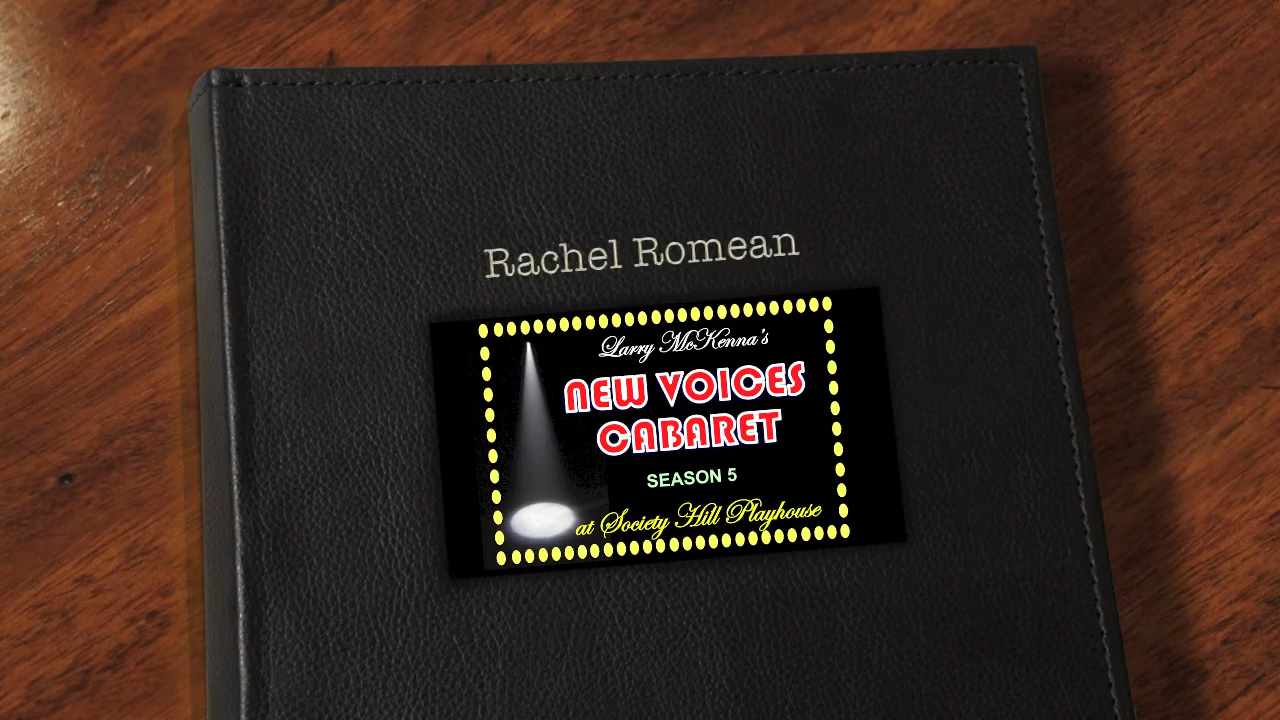 Rachel Romean
Larry McKenna's
NEW VOICES
CABARET
SEASON 5
at Society Hill Playhouse